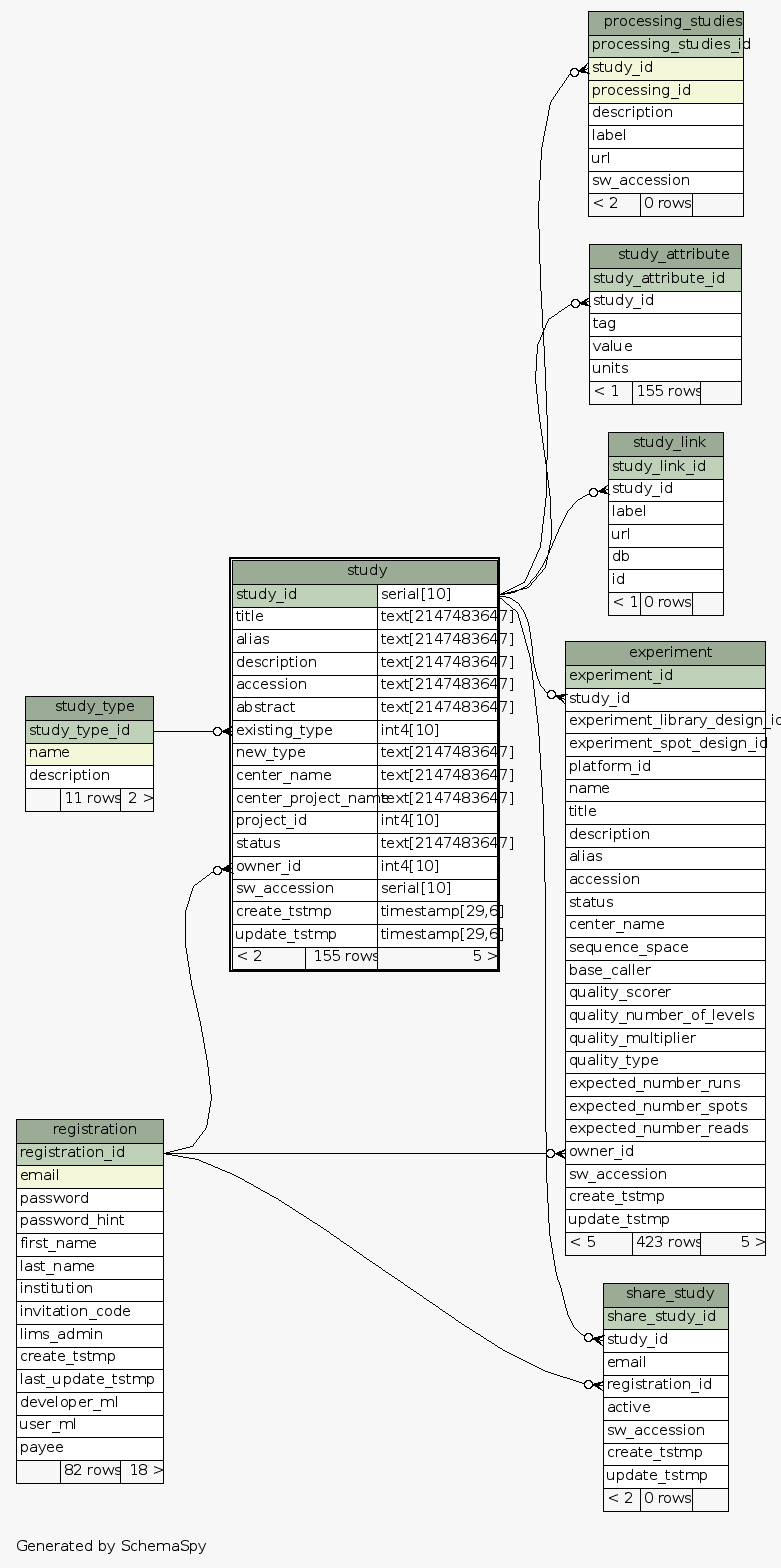 processing_studies
processing_studies_id
study_id
processing_id
description
label
url
sw_accession
< 2 0 rows
study_attribute
study_attribute_id
study_id
tag
value
units
< 1 155 rows
study_link
study_link_id
study_id
label
url
db
id
< 1 0 rows
study
study_id serial[10]
title text[2147483647]
alias text[2147483647]
description text[2147483647]
accession text[2147483647]
abstract text[2147483647]
existing_type int4[10]
new_type text[2147483647]
center_name text[2147483647]
center_project_name text[2147483647]
project_id int4[10]
status text[2147483647]
owner_id int4[10]
sw_accession serial[10]
create_tstmp timestamp[29,6]
update_tstmp timestamp[29,6]
< 2 155 rows 5 >
study_type
study_type_id
name
description
11 rows 2 >
experiment
experiment_id
study_id
experiment_library_design_id
experiment_spot_design_id
platform_id
name
title
description
alias
accession
status
center_name
sequence_space
base_caller
quality_scorer
quality_number_of_levels
quality_multiplier
quality_type
expected_number_runs
expected_number_spots
expected_number_reads
owner_id
sw_accession
create_tstmp
update_tstmp
< 5 423 rows 5 >
registration
registration_id
email
password
password_hint
first_name
last_name
institution
invitation_code
lims_admin
create_tstmp
last_update_tstmp
developer_ml
user_ml
payee
82 rows 18 >
share_study
share_study_id
study_id
email
registration_id
active
sw_accession
create_tstmp
update_tstmp
< 2 0 rows
Generated by SchemaSpy